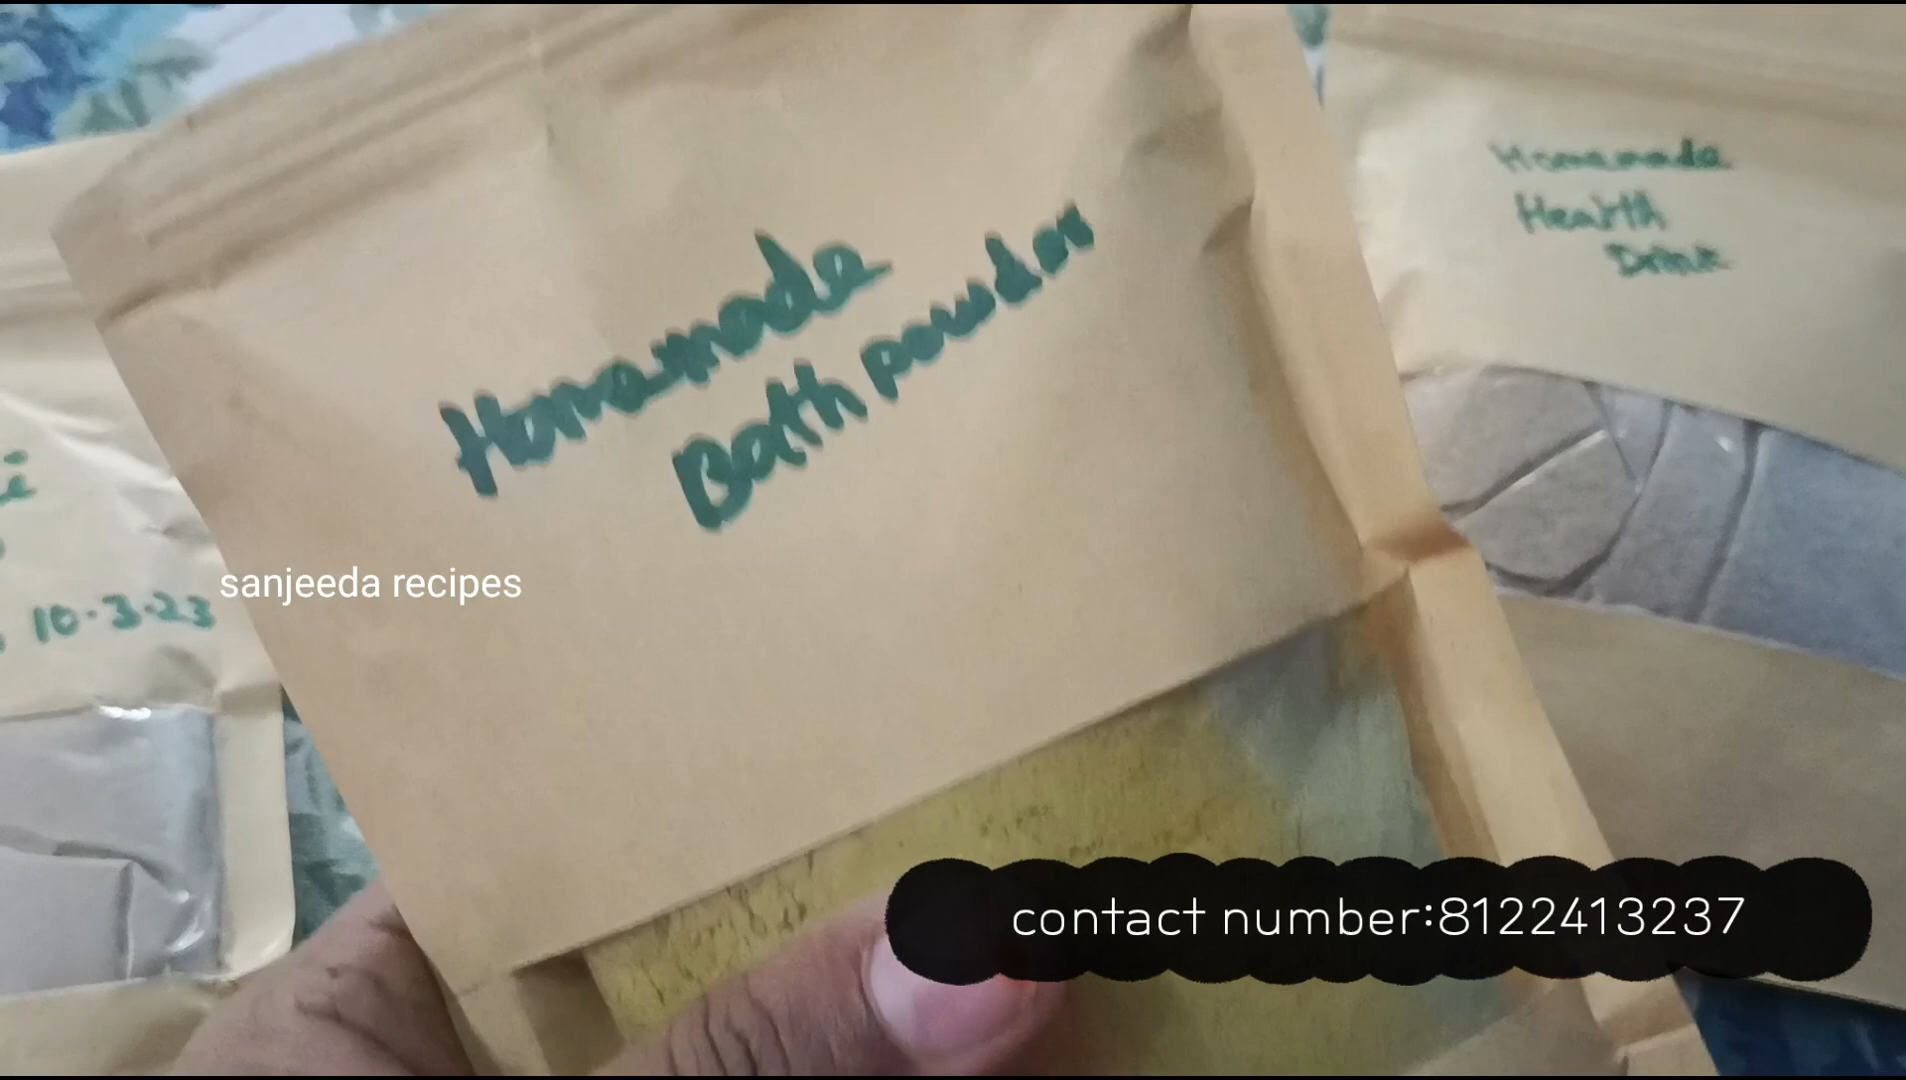 Homemade
Bath powder
Homemade
Health
Drink
10.3.23
sanjeeda recipes
contact number:8122413237